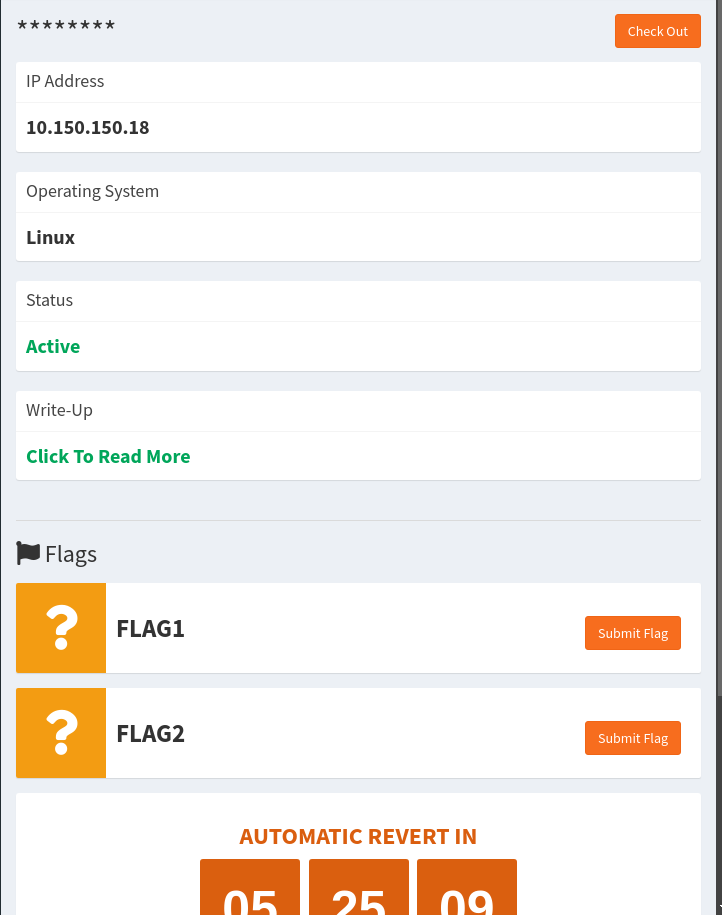 ********
Check Out
IP Address
10.150.150.18
Operating System
Linux
Status
Active
Write-Up
Click To Read More
Flags
?
FLAG1
Submit Flag
?
FLAG2
Submit Flag
AUTOMATIC REVERT IN
05 25 09